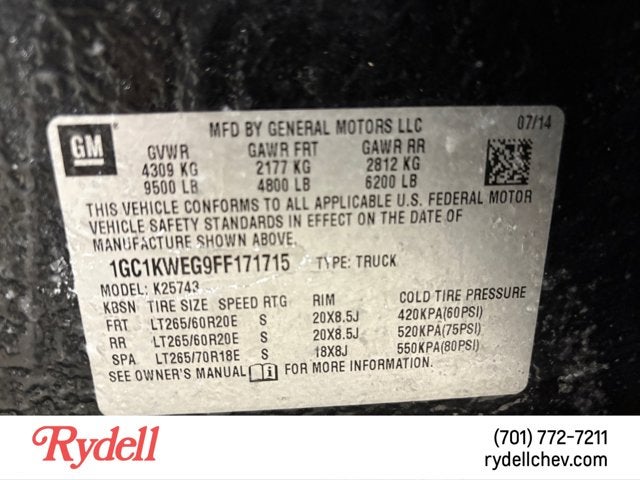 GM
MFD BY GENERAL MOTORS LLC 07/14
GVWR GAWR FRT GAWR RR
4309 KG 2177 KG 2812 KG
9500 LB 4800 LB 6200 LB
THIS VEHICLE CONFORMS TO ALL APPLICABLE U.S. FEDERAL MOTOR
VEHICLE SAFETY STANDARDS IN EFFECT ON THE DATE OF
MANUFACTURE SHOWN ABOVE.
1GC1KWEG9FF171715 TYPE: TRUCK
MODEL: K25743
KBSN TIRE SIZE SPEED RTG RIM COLD TIRE PRESSURE
FRT LT265/60R20E S 20X8.5J 420KPA(60PSI)
RR LT265/60R20E S 20X8.5J 520KPA(75PSI)
SPA LT265/70R18E S 18X8J 550KPA(80PSI)
SEE OWNER'S MANUAL i FOR MORE INFORMATION.
Rydell
(701) 772-7211
rydellchev.com